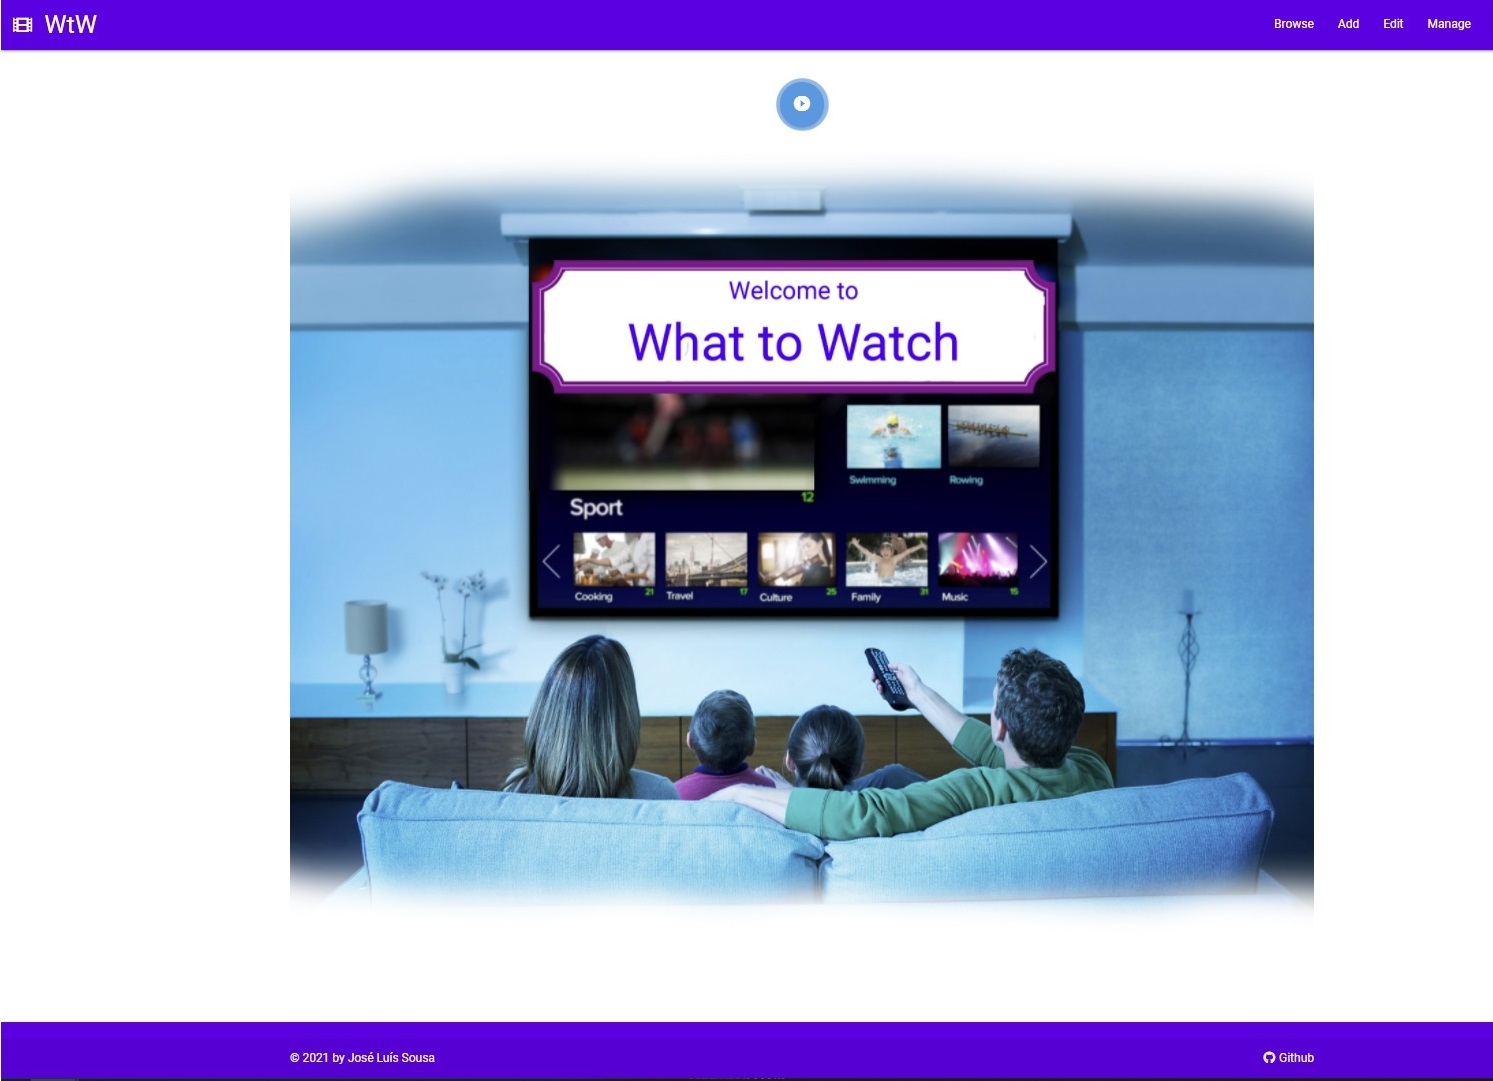 WtW
Browse Add Edit Manage
Welcome to
What to Watch
Swimming Rowing
12
Sport
21 17 25 31 15
Cooking Travel Culture Family Music
© 2021 by José Luís Sousa
Github